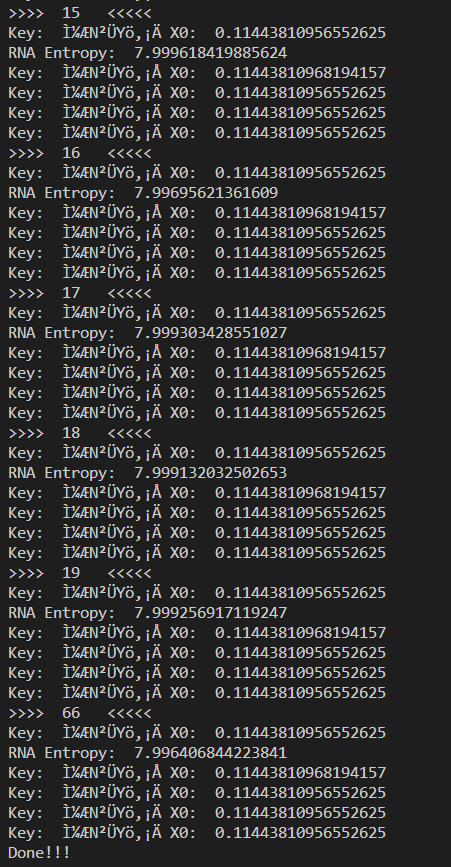 Key:  Ì¼ÆN²ÜYö‚¡Ä X0:  0.11443810956552625
>>>>  15   <<<<<
Key:  Ì¼ÆN²ÜYö‚¡Ä X0:  0.11443810956552625
RNA Entropy:  7.999618419885624
Key:  Ì¼ÆN²ÜYö‚¡Å X0:  0.11443810968194157
Key:  Ì¼ÆN²ÜYö‚¡Ä X0:  0.11443810956552625
Key:  Ì¼ÆN²ÜYö‚¡Ä X0:  0.11443810956552625
Key:  Ì¼ÆN²ÜYö‚¡Ä X0:  0.11443810956552625
>>>>  16   <<<<<
Key:  Ì¼ÆN²ÜYö‚¡Ä X0:  0.11443810956552625
RNA Entropy:  7.99695621361609
Key:  Ì¼ÆN²ÜYö‚¡Å X0:  0.11443810968194157
Key:  Ì¼ÆN²ÜYö‚¡Ä X0:  0.11443810956552625
Key:  Ì¼ÆN²ÜYö‚¡Ä X0:  0.11443810956552625
Key:  Ì¼ÆN²ÜYö‚¡Ä X0:  0.11443810956552625
>>>>  17   <<<<<
Key:  Ì¼ÆN²ÜYö‚¡Ä X0:  0.11443810956552625
RNA Entropy:  7.999303428551027
Key:  Ì¼ÆN²ÜYö‚¡Å X0:  0.11443810968194157
Key:  Ì¼ÆN²ÜYö‚¡Ä X0:  0.11443810956552625
Key:  Ì¼ÆN²ÜYö‚¡Ä X0:  0.11443810956552625
Key:  Ì¼ÆN²ÜYö‚¡Ä X0:  0.11443810956552625
>>>>  18   <<<<<
Key:  Ì¼ÆN²ÜYö‚¡Ä X0:  0.11443810956552625
RNA Entropy:  7.999132032502653
Key:  Ì¼ÆN²ÜYö‚¡Å X0:  0.11443810968194157
Key:  Ì¼ÆN²ÜYö‚¡Ä X0:  0.11443810956552625
Key:  Ì¼ÆN²ÜYö‚¡Ä X0:  0.11443810956552625
Key:  Ì¼ÆN²ÜYö‚¡Ä X0:  0.11443810956552625
>>>>  19   <<<<<
Key:  Ì¼ÆN²ÜYö‚¡Ä X0:  0.11443810956552625
RNA Entropy:  7.999256917119247
Key:  Ì¼ÆN²ÜYö‚¡Å X0:  0.11443810968194157
Key:  Ì¼ÆN²ÜYö‚¡Ä X0:  0.11443810956552625
Key:  Ì¼ÆN²ÜYö‚¡Ä X0:  0.11443810956552625
Key:  Ì¼ÆN²ÜYö‚¡Ä X0:  0.11443810956552625
>>>>  66   <<<<<
Key:  Ì¼ÆN²ÜYö‚¡Ä X0:  0.11443810956552625
RNA Entropy:  7.996406844223841
Key:  Ì¼ÆN²ÜYö‚¡Å X0:  0.11443810968194157
Key:  Ì¼ÆN²ÜYö‚¡Ä X0:  0.11443810956552625
Key:  Ì¼ÆN²ÜYö‚¡Ä X0:  0.11443810956552625
Key:  Ì¼ÆN²ÜYö‚¡Ä X0:  0.11443810956552625
Done!!!